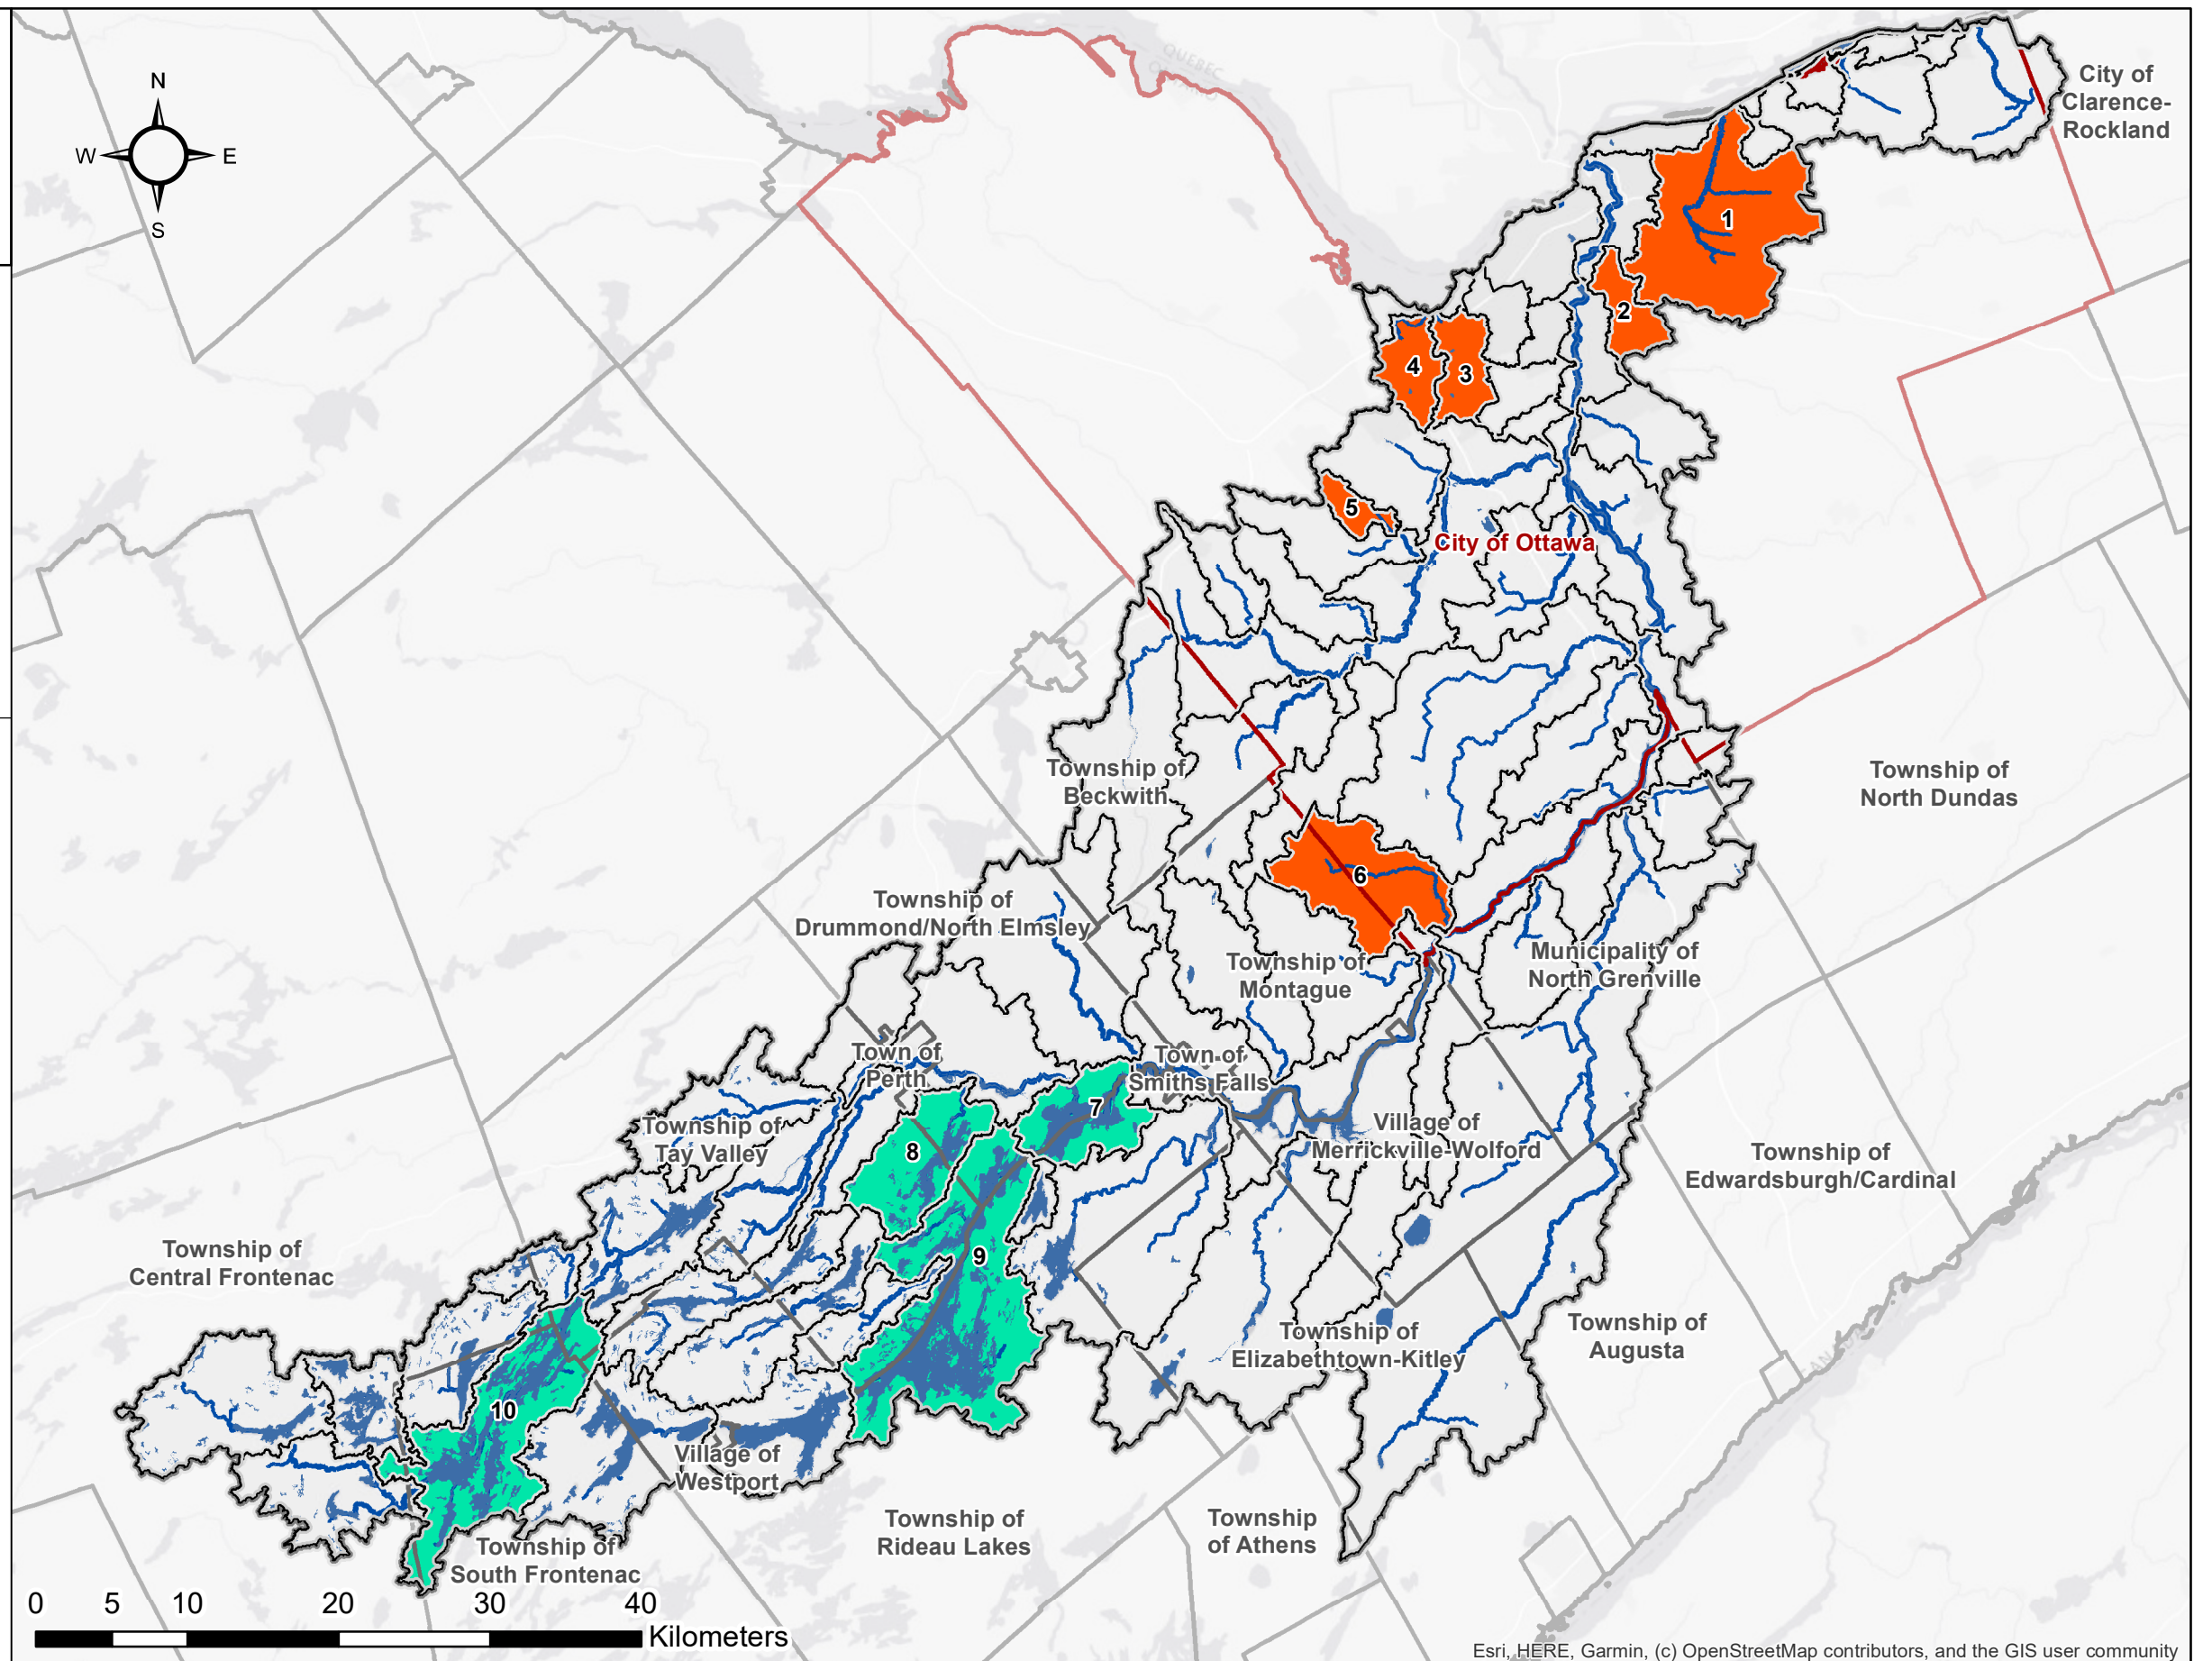 QUEBEC
N
W
E
S
City of
Clarence-
Rockland
1
2
4
3
5
City of Ottawa
Township of
Beckwith
Township of
North Dundas
6
Township of
Drummond/North Elmsley
Municipality of
North Grenville
Township of
Montague
Town of
Perth
Town of
Smiths Falls
7
8
Township of
Tay Valley
Village of
Merrickville-Wolford
Township of
Edwardsburgh/Cardinal
9
Township of
Central Frontenac
Township of
Elizabethtown-Kitley
Township of
Augusta
10
Village of
Westport
Township of
Rideau Lakes
Township
of Athens
Township of
South Frontenac
0 5 10 20 30 40
Kilometers
Esri, HERE, Garmin, (c) OpenStreetMap contributors, and the GIS user community